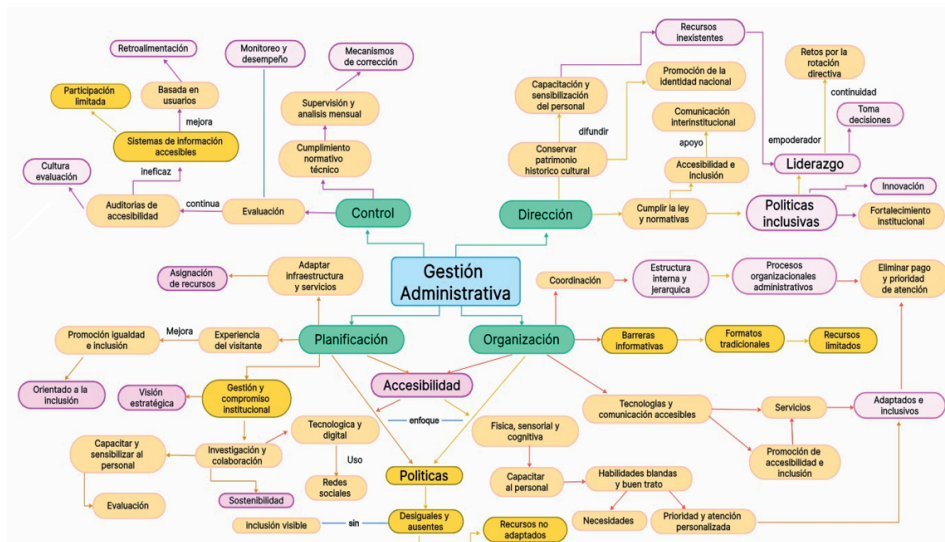 Retroalimentación
Monitoreo y
desempeño
Mecanismos
de corrección
Participación
limitada
Basada en
usuarios
mejora
Supervisión y
analisis mensual
Sistemas de información
accesibles
Cultura
evaluación
ineficaz
Cumplimiento
normativo
técnico
Auditorias de
accesibilidad
continua
Evaluación
Control
Recursos
inexistentes
Retos por la
rotación
directiva
Capacitación y
sensibilización
del personal
Promoción de la
identidad nacional
continuidad
difundir
Comunicación
interinstitucional
Toma
decisiones
empoderador
apoyo
Conservar
patrimonio
historico cultural
Accesibilidad e
inclusión
Liderazgo
Innovación
Dirección
Cumplir la ley
y normativas
Politicas
inclusivas
Fortalecimiento
institucional
Gestión
Administrativa
Asignación
de recursos
Adaptar
infraestructura
y servicios
Coordinación
Estructura
interna y
jerarquica
Procesos
organizacionales
administrativos
Eliminar pago
y prioridad
de atención
Promoción igualdad
e inclusión
Mejora
Experiencia
del visitante
Planificación
Organización
Barreras
informativas
Formatos
tradicionales
Recursos
limitados
Orientado a la
inclusión
Visión
estratégica
Gestión y
compromiso
institucional
Accesibilidad
Tecnologica y
digital
enfoque
Fisica, sensorial y
cognitiva
Tecnologias y
comunicación accesibles
Servicios
Adaptados e
inclusivos
Capacitar y
sensibilizar al
personal
Investigación y
colaboración
Uso
Redes
sociales
Politicas
Promoción de
accesibilidad e
inclusión
Capacitar
al personal
Habilidades blandas
y buen trato
Evaluación
Sostenibilidad
Necesidades
Prioridad y atención
personalizada
inclusión visible
sin
Desiguales y
ausentes
Recursos no
adaptados